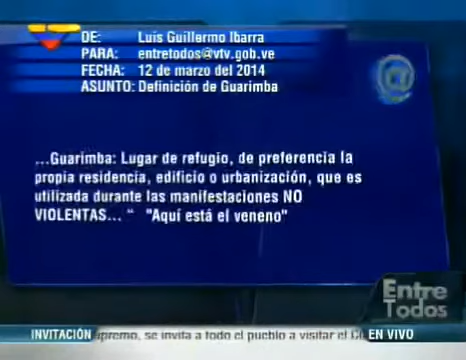 DE: Luis Guillermo Ibarra
PARA: entretodos@vtv.gob.ve
FECHA: 12 de marzo del 2014
ASUNTO: Definición de Guarimba
...Guarimba: Lugar de refugio, de preferencia la
propia residencia, edificio o urbanización, que es
utilizada durante las manifestaciones NO
VIOLENTAS... “ "Aquí está el veneno"
Entre
Todos
INVITACIÓN premo, se invita a todo el pueblo a visitar el EN VIVO